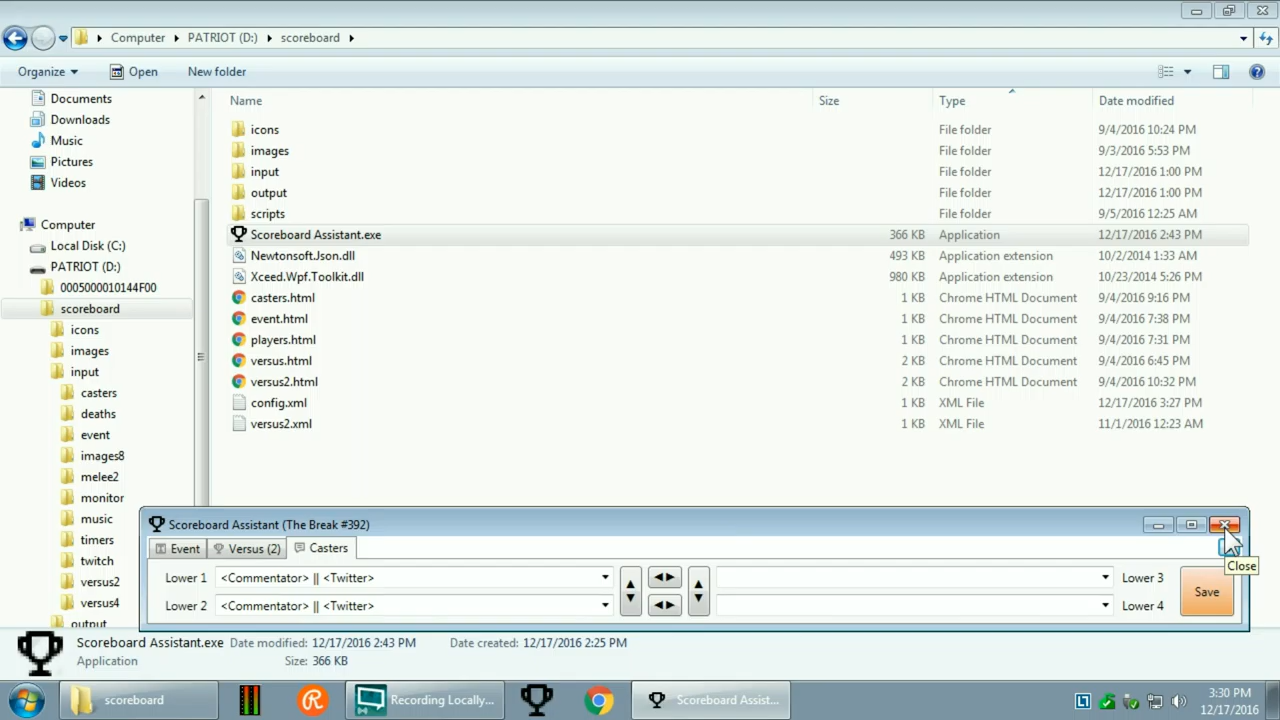 Computer PATRIOT (D:) scoreboard
Organize Open New folder
Documents
Downloads
Music
Pictures
Videos
Computer
Local Disk (C:)
PATRIOT (D:)
0005000010144F00
scoreboard
icons
images
input
casters
deaths
event
images8
melee2
monitor
music
timers
twitch
versus2
versus4
output
Name Size Type Date modified
icons File folder 9/4/2016 10:24 PM
images File folder 9/3/2016 5:53 PM
input File folder 12/17/2016 1:00 PM
output File folder 12/17/2016 1:00 PM
scripts File folder 9/5/2016 12:25 AM
Scoreboard Assistant.exe 366 KB Application 12/17/2016 2:43 PM
Newtonsoft.Json.dll 493 KB Application extension 10/2/2014 1:33 AM
Xceed.Wpf.Toolkit.dll 980 KB Application extension 10/23/2014 5:26 PM
casters.html 1 KB Chrome HTML Document 9/4/2016 9:16 PM
event.html 1 KB Chrome HTML Document 9/4/2016 7:38 PM
players.html 1 KB Chrome HTML Document 9/4/2016 7:31 PM
versus.html 2 KB Chrome HTML Document 9/4/2016 6:45 PM
versus2.html 2 KB Chrome HTML Document 9/4/2016 10:32 PM
config.xml 1 KB XML File 12/17/2016 3:27 PM
versus2.xml 1 KB XML File 11/1/2016 12:23 AM
Scoreboard Assistant (The Break #392)
Event Versus (2) Casters
Close
Lower 1 <Commentator> || <Twitter> Lower 3
Lower 2 <Commentator> || <Twitter> Lower 4
Save
Scoreboard Assistant.exe Date modified: 12/17/2016 2:43 PM Date created: 12/17/2016 2:25 PM
Application Size: 366 KB
scoreboard Recording Locally... Scoreboard Assist... 3:30 PM
12/17/2016